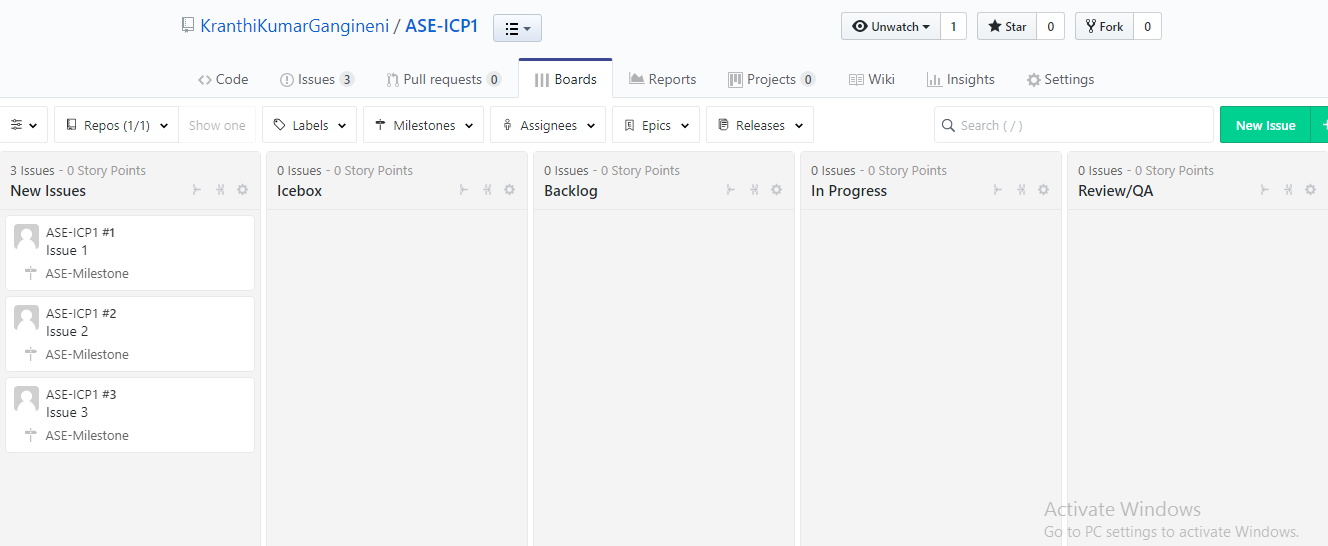 KranthiKumarGangineni / ASE-ICP1
Unwatch 1 Star 0 Fork 0
Code Issues 3 Pull requests 0 Boards Reports Projects 0 Wiki Insights Settings
Repos (1/1) Show one Labels Milestones Assignees Epics Releases Search ( / ) New Issue +
3 Issues - 0 Story Points
New Issues
ASE-ICP1 #1
Issue 1
ASE-Milestone
ASE-ICP1 #2
Issue 2
ASE-Milestone
ASE-ICP1 #3
Issue 3
ASE-Milestone
0 Issues - 0 Story Points
Icebox
0 Issues - 0 Story Points
Backlog
0 Issues - 0 Story Points
In Progress
0 Issues - 0 Story Points
Review/QA
Activate Windows
Go to PC settings to activate Windows.